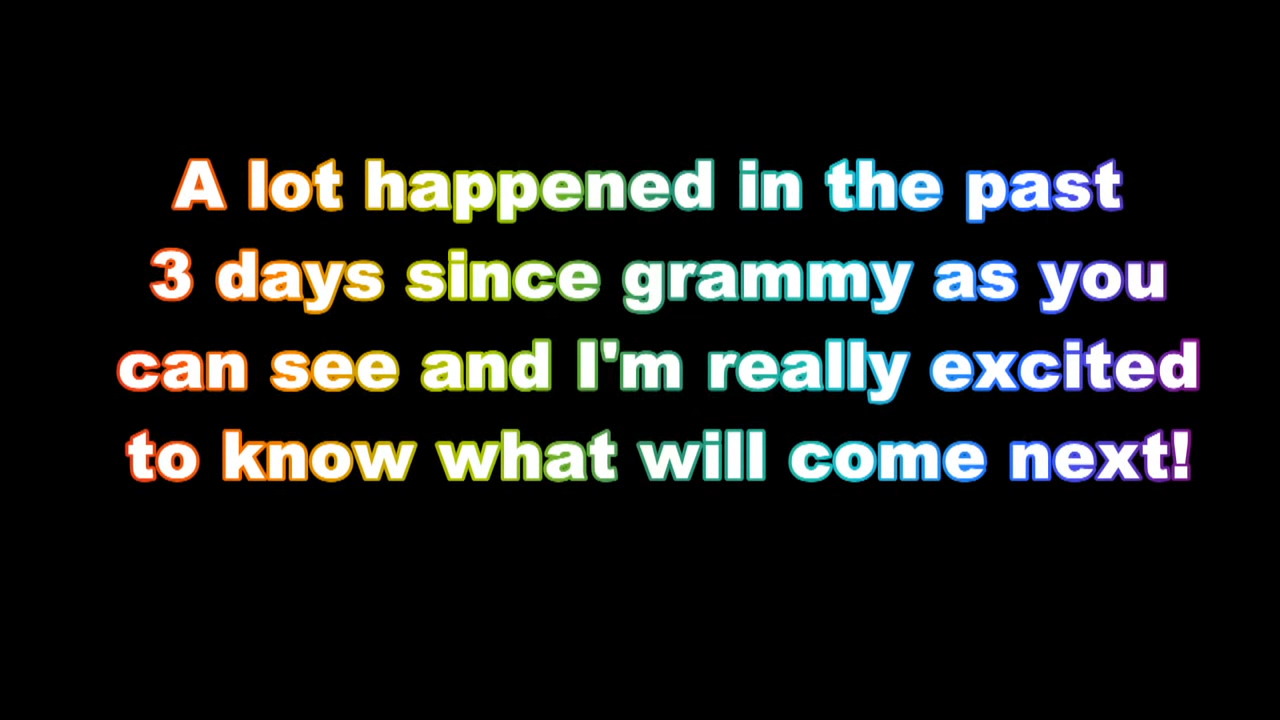 A lot happened in the past
3 days since grammy as you
can see and I'm really excited
to know what will come next!